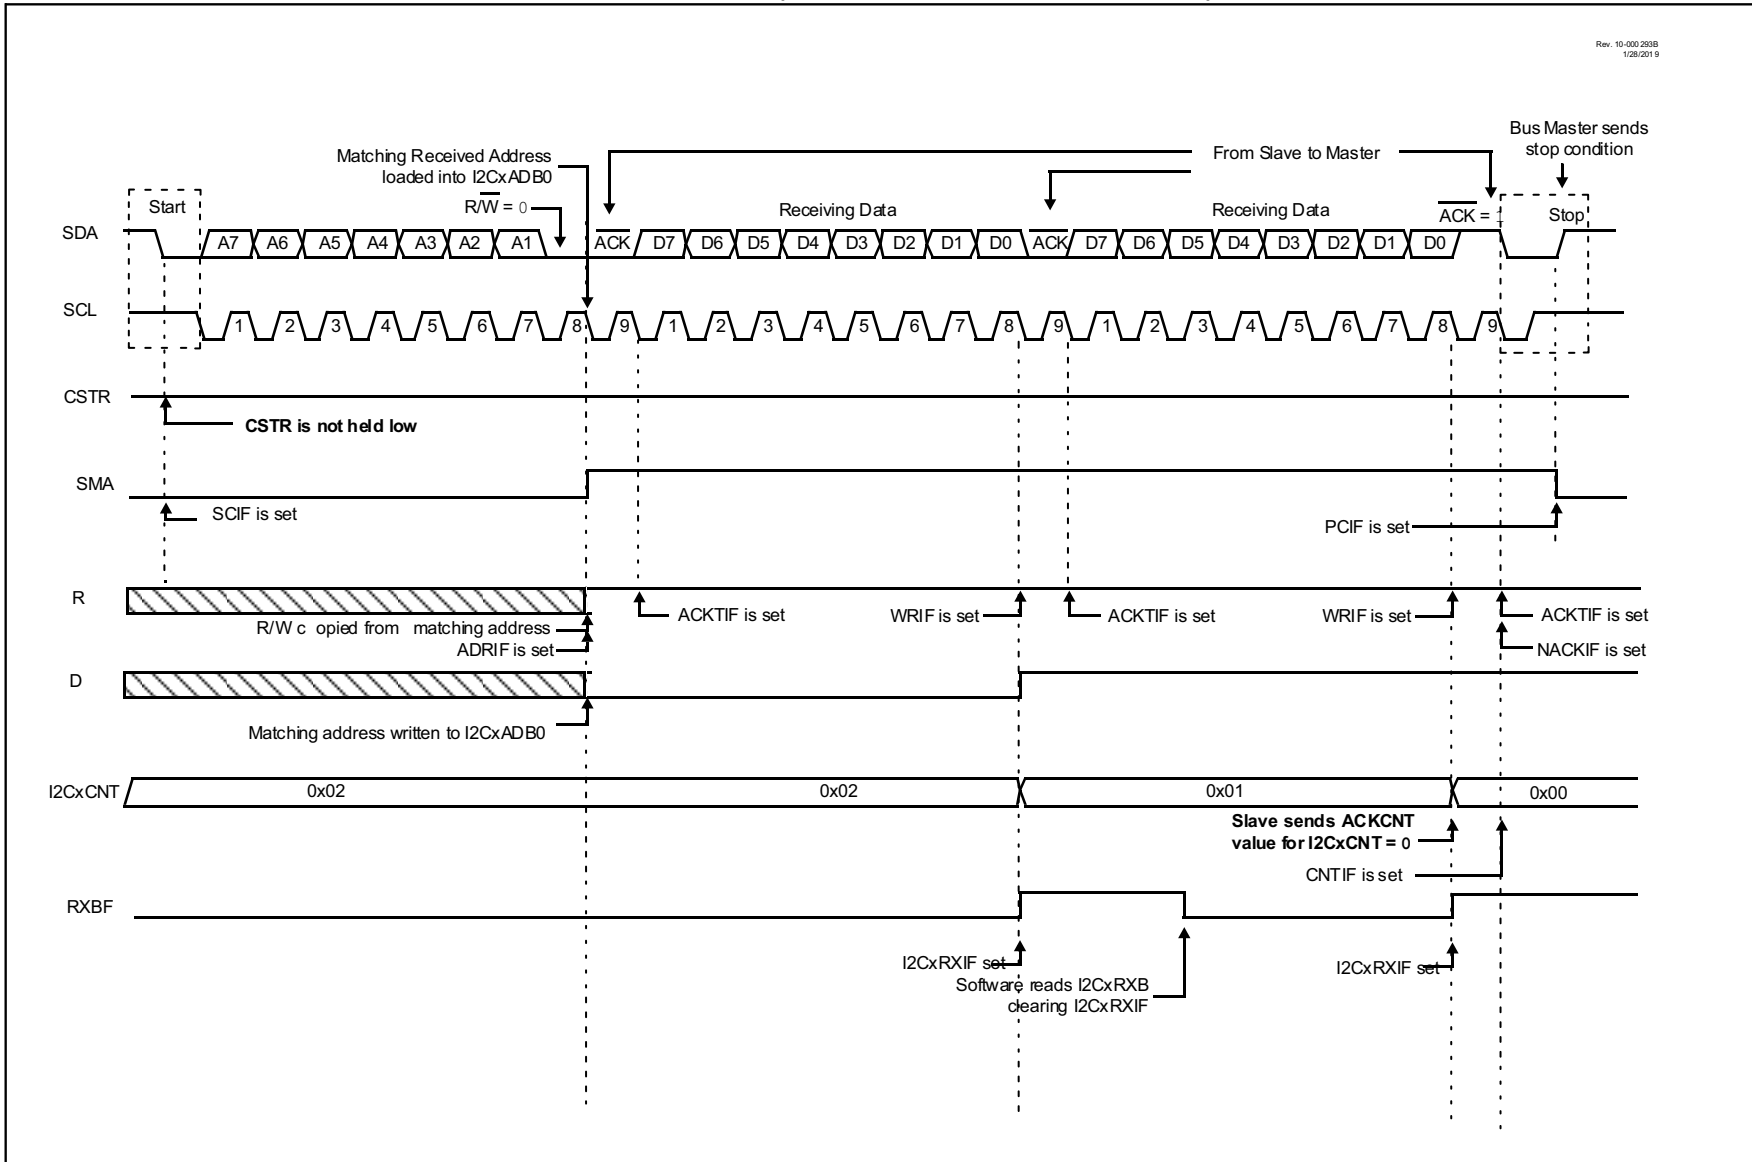 Rev. 10-000 293B
1/28/201 9
Bus Master sends
stop condition
Matching Received Address
loaded into I2CxADB0
From Slave to Master
Start
R/W = 0
Receiving Data
Receiving Data
ACK = 1
Stop
SDA
A7 A6 A5 A4 A3 A2 A1 ACK D7 D6 D5 D4 D3 D2 D1 D0 ACK D7 D6 D5 D4 D3 D2 D1 D0
SCL
1 2 3 4 5 6 7 8 9 1 2 3 4 5 6 7 8 9 1 2 3 4 5 6 7 8 9
CSTR
CSTR is not held low
SMA
SCIF is set
PCIF is set
R
ACKTIF is set
WRIF is set
ACKTIF is set
WRIF is set
ACKTIF is set
R/W c opied from matching address
ADRIF is set
NACKIF is set
D
Matching address written to I2CxADB0
I2CxCNT
0x02
0x02
0x01
0x00
Slave sends ACKCNT
value for I2CxCNT = 0
CNTIF is set
RXBF
I2CxRXIF set
I2CxRXIF set
Software reads I2CxRXB
clearing I2CxRXIF